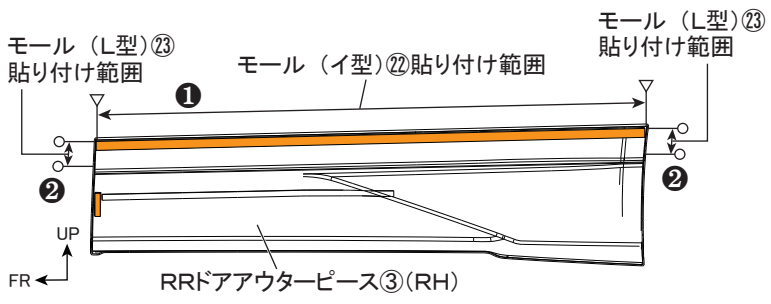 モール （L型）㉓
貼り付け範囲
モール （イ型）㉒貼り付け範囲
モール （L型）㉓
貼り付け範囲
❶
❷
❷
UP
FR
RRドアアウターピース③(RH)